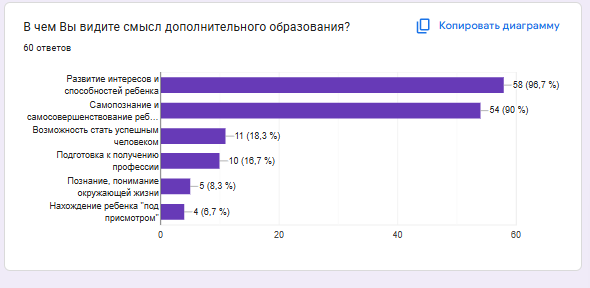 В чем Вы видите смысл дополнительного образования?
Копировать диаграмму
60 ответов
Развитие интересов и
способностей ребенка
58 (96,7 %)
Самопознание и
самосовершенствование реб…
54 (90 %)
Возможность стать успешным
человеком
11 (18,3 %)
Подготовка к получению
профессии
10 (16,7 %)
Познание, понимание
окружающей жизни
5 (8,3 %)
Нахождение ребенка "под
присмотром"
4 (6,7 %)
0 20 40 60